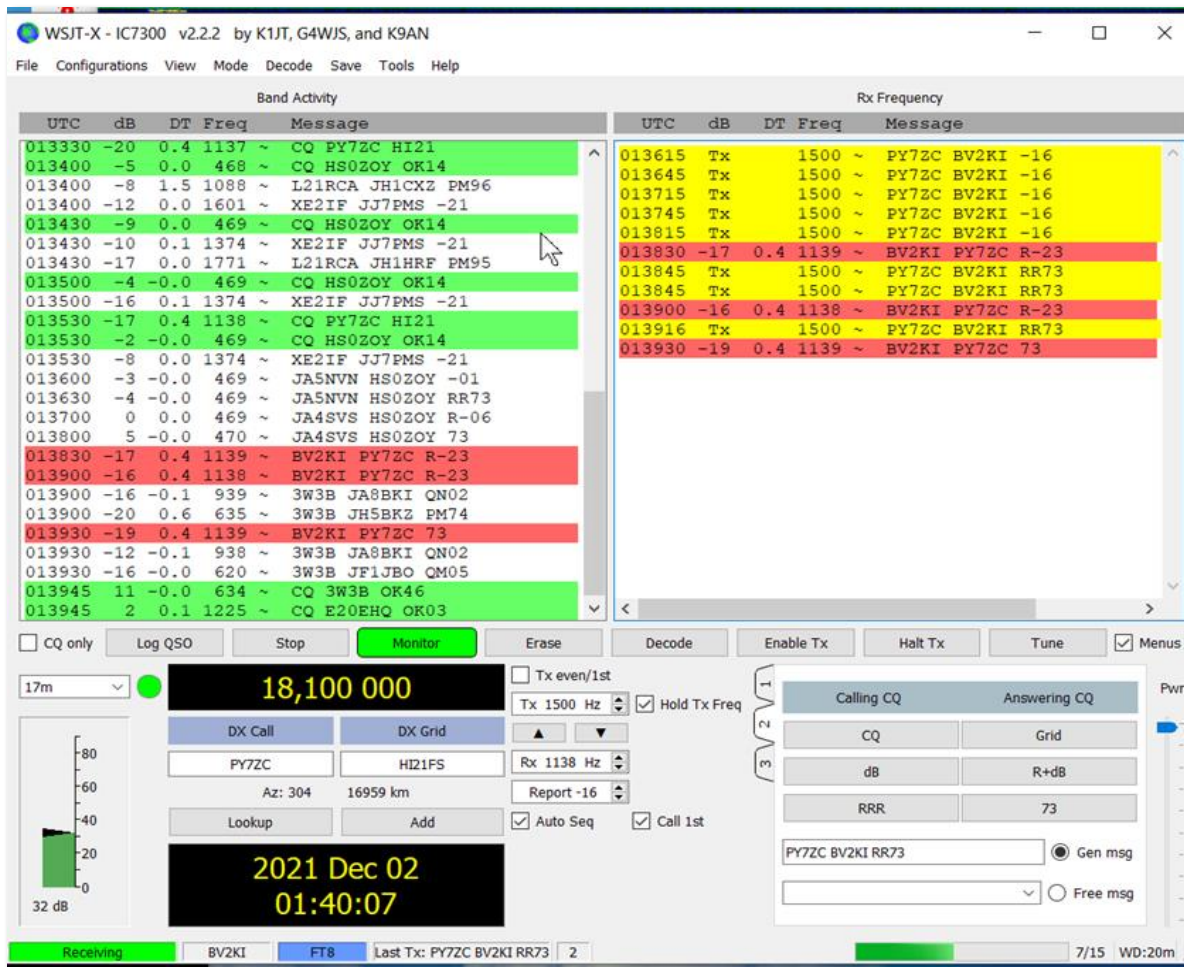 WSJT-X - IC7300 v2.2.2 by K1JT, G4WJS, and K9AN
File Configurations View Mode Decode Save Tools Help
Band Activity
UTC dB DT Freq Message
013330 -20 0.4 1137 ~ CQ PY7ZC HI21
013400 -5 0.0 468 ~ CQ HS0ZOY OK14
013400 -8 1.5 1088 ~ L21RCA JH1CXZ PM96
013400 -12 0.0 1601 ~ XE2IF JJ7PMS -21
013430 -9 0.0 469 ~ CQ HS0ZOY OK14
013430 -10 0.1 1374 ~ XE2IF JJ7PMS -21
013430 -17 0.0 1771 ~ L21RCA JH1HRF PM95
013500 -4 -0.0 469 ~ CQ HS0ZOY OK14
013500 -16 0.1 1374 ~ XE2IF JJ7PMS -21
013530 -17 0.4 1138 ~ CQ PY7ZC HI21
013530 -2 -0.0 469 ~ CQ HS0ZOY OK14
013530 -8 0.0 1374 ~ XE2IF JJ7PMS -21
013600 -3 -0.0 469 ~ JA5NVN HS0ZOY -01
013630 -4 -0.0 469 ~ JA5NVN HS0ZOY RR73
013700 0 0.0 469 ~ JA4SVS HS0ZOY R-06
013800 5 -0.0 470 ~ JA4SVS HS0ZOY 73
013830 -17 0.4 1139 ~ BV2KI PY7ZC R-23
013900 -16 0.4 1138 ~ BV2KI PY7ZC R-23
013900 -16 -0.1 939 ~ 3W3B JA8BKI QN02
013900 -20 0.6 635 ~ 3W3B JH5BKZ PM74
013930 -19 0.4 1139 ~ BV2KI PY7ZC 73
013930 -12 -0.1 938 ~ 3W3B JA8BKI QN02
013930 -16 -0.0 620 ~ 3W3B JF1JBO QM05
013945 11 -0.0 634 ~ CQ 3W3B OK46
013945 2 0.1 1225 ~ CQ E20EHQ OK03
Rx Frequency
UTC dB DT Freq Message
013615 Tx 1500 ~ PY7ZC BV2KI -16
013645 Tx 1500 ~ PY7ZC BV2KI -16
013715 Tx 1500 ~ PY7ZC BV2KI -16
013745 Tx 1500 ~ PY7ZC BV2KI -16
013815 Tx 1500 ~ PY7ZC BV2KI -16
013830 -17 0.4 1139 ~ BV2KI PY7ZC R-23
013845 Tx 1500 ~ PY7ZC BV2KI RR73
013845 Tx 1500 ~ PY7ZC BV2KI RR73
013900 -16 0.4 1138 ~ BV2KI PY7ZC R-23
013916 Tx 1500 ~ PY7ZC BV2KI RR73
013930 -19 0.4 1139 ~ BV2KI PY7ZC 73
CQ only Log QSO Stop Monitor Erase Decode Enable Tx Halt Tx Tune Menus
17m
18,100 000
DX Call DX Grid
PY7ZC HI21FS
Az: 304 16959 km
Lookup Add
2021 Dec 02
01:40:07
-80
-60
-40
-20
-0
32 dB
Tx even/1st
Tx 1500 Hz Hold Tx Freq
▲ ▼
Rx 1138 Hz
Report -16
Auto Seq Call 1st
1
2
3
Calling CQ Answering CQ
CQ Grid
dB R+dB
RRR 73
PY7ZC BV2KI RR73 Gen msg
Free msg
Pwr
Receiving BV2KI FT8 Last Tx: PY7ZC BV2KI RR73 2 7/15 WD:20m